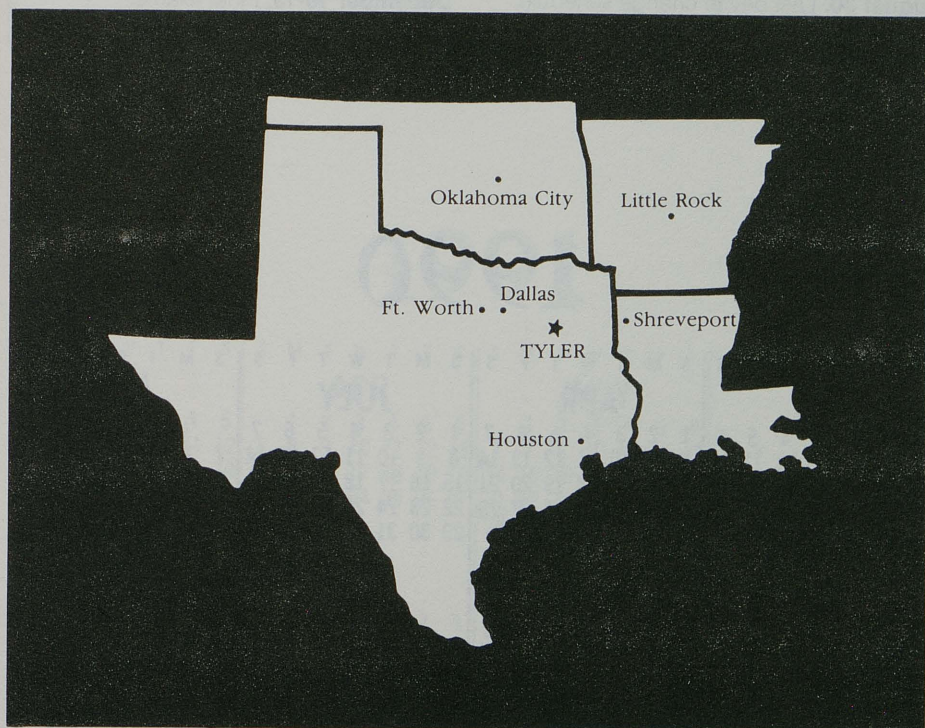 Oklahoma City
Little Rock
Dallas
Ft. Worth
Shreveport
TYLER
Houston